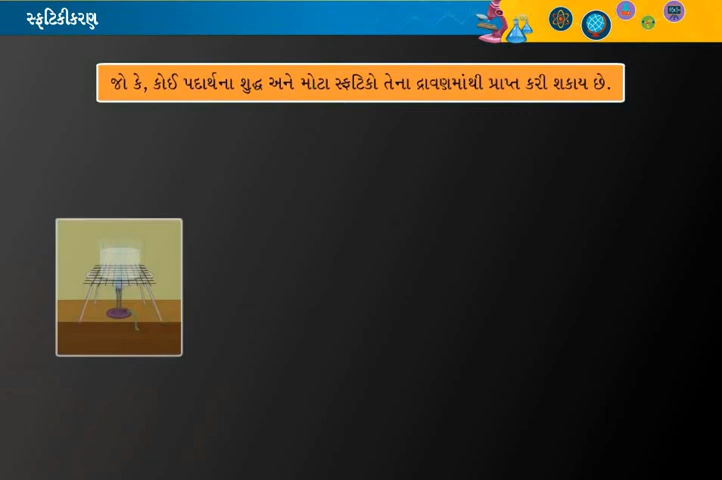 સ્ફટિકીકરણ
જો કે, કોઈ પદાર્થના શુદ્ધ અને મોટા સ્ફટિકો તેના દ્રાવણમાંથી પ્રાપ્ત કરી શકાય છે.